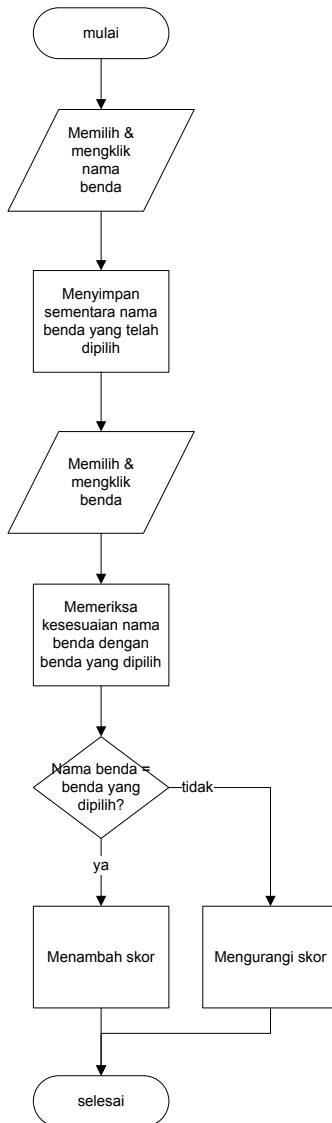 mulai
Memilih &
mengklik
nama
benda
Menyimpan
sementara nama
benda yang telah
dipilih
Memilih &
mengklik
benda
Memeriksa
kesesuaian nama
benda dengan
benda yang dipilih
Nama benda =
benda yang
dipilih?
tidak
ya
Menambah skor
Mengurangi skor
selesai